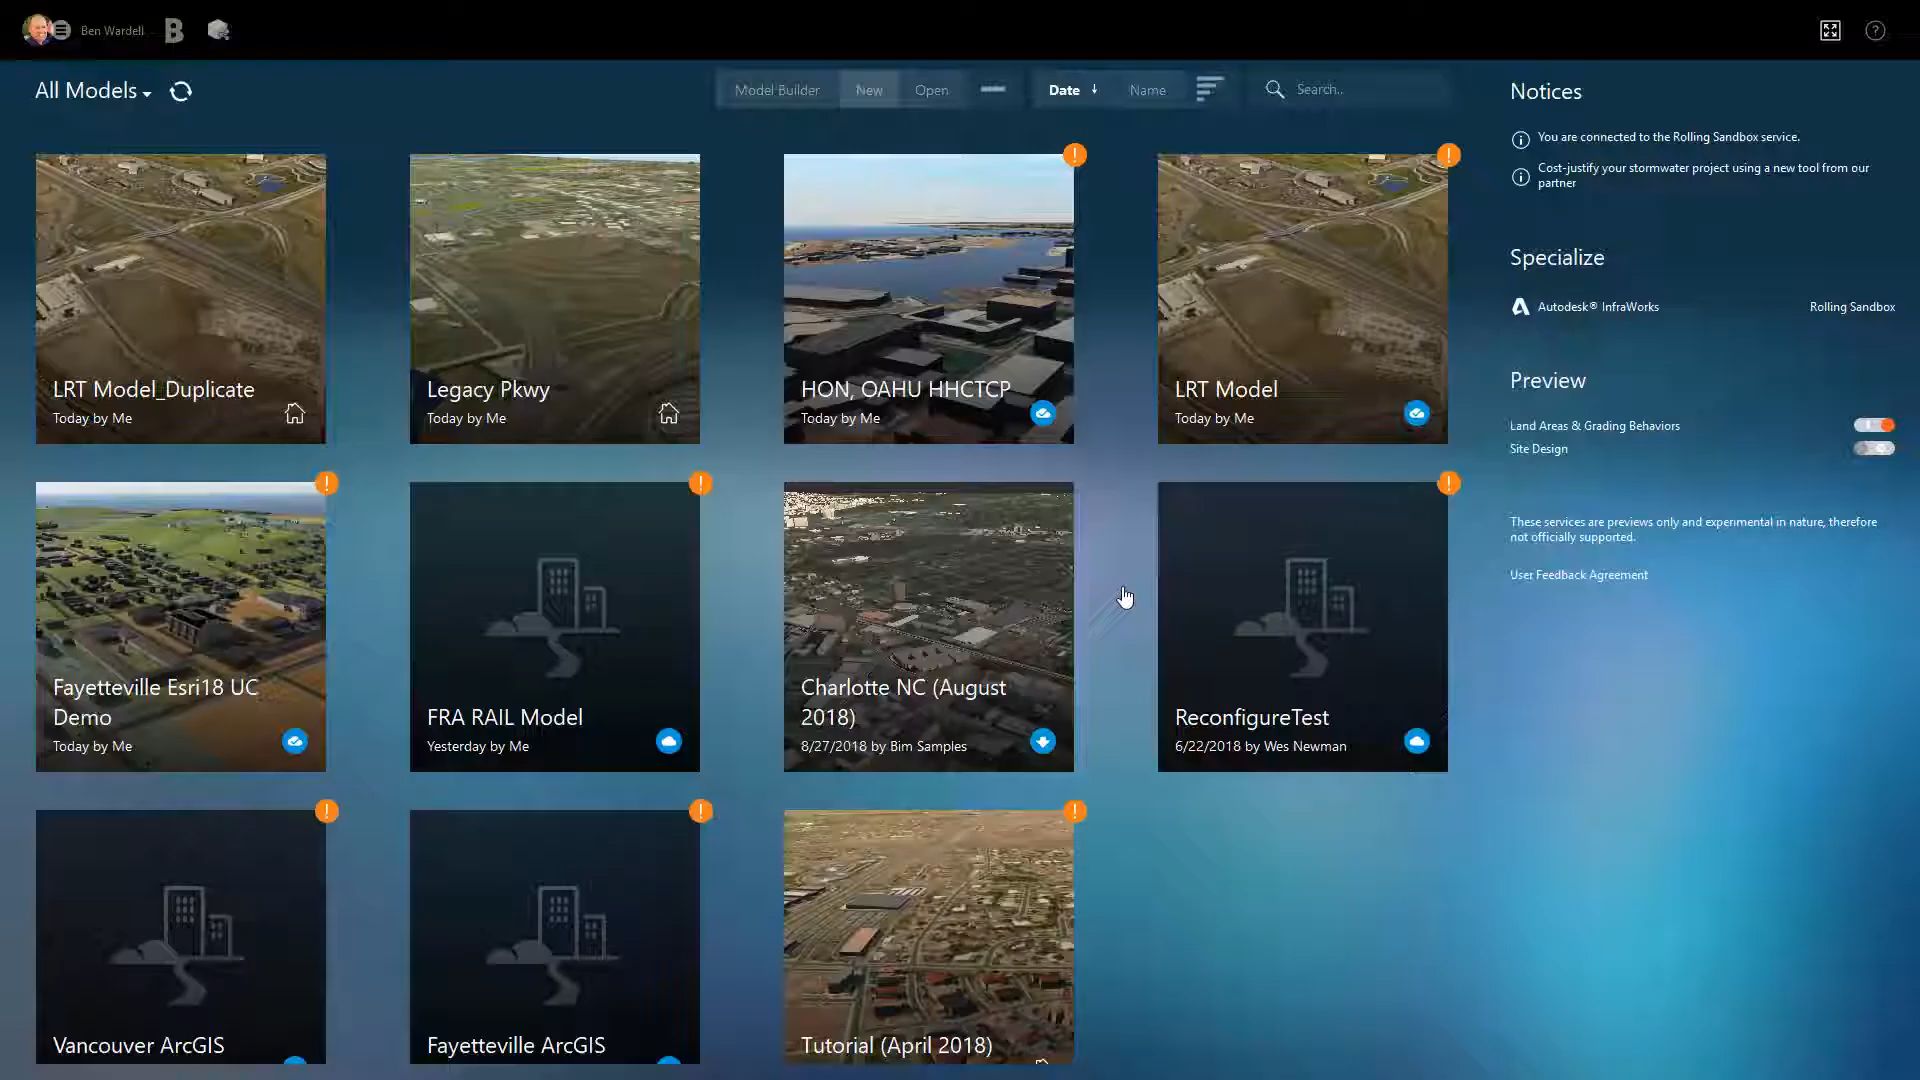 Ben Wardell
B
?
All Models
Model Builder
New
Open
Date
Name
Search..
LRT Model_Duplicate
Today by Me
Legacy Pkwy
Today by Me
!
HON, OAHU HHCTCP
Today by Me
!
LRT Model
Today by Me
!
Fayetteville Esri18 UC
Demo
Today by Me
!
FRA RAIL Model
Yesterday by Me
Charlotte NC (August
2018)
8/27/2018 by Bim Samples
!
ReconfigureTest
6/22/2018 by Wes Newman
!
Vancouver ArcGIS
!
Fayetteville ArcGIS
!
Tutorial (April 2018)
Notices
You are connected to the Rolling Sandbox service.
Cost-justify your stormwater project using a new tool from our
partner
Specialize
Autodesk® InfraWorks
Rolling Sandbox
Preview
Land Areas & Grading Behaviors
Site Design
These services are previews only and experimental in nature, therefore
not officially supported.
User Feedback Agreement